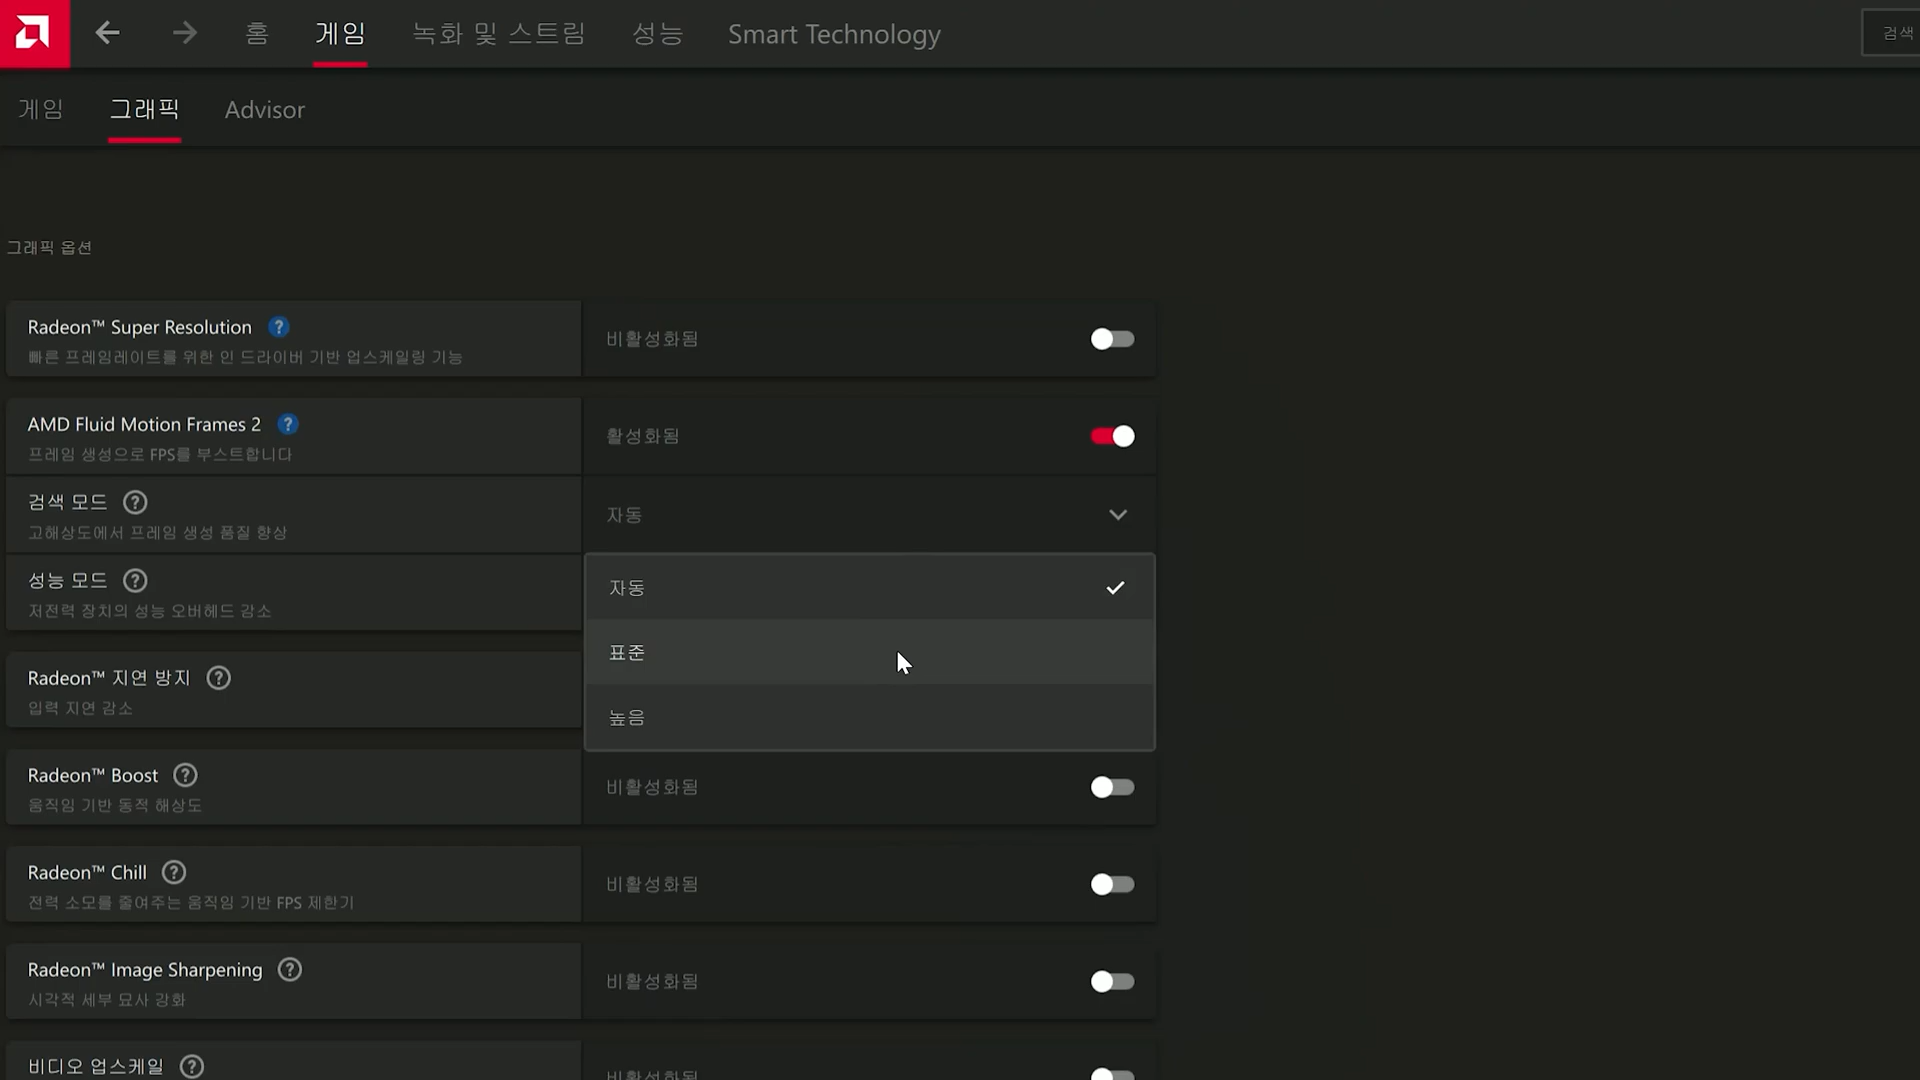 홈 게임 녹화 및 스트림 성능 Smart Technology 검색
게임 그래픽 Advisor
그래픽 옵션
Radeon™ Super Resolution ?
빠른 프레임레이트를 위한 인 드라이버 기반 업스케일링 기능
비활성화됨
AMD Fluid Motion Frames 2 ?
프레임 생성으로 FPS를 부스트합니다
활성화됨
검색 모드 ?
고해상도에서 프레임 생성 품질 향상
자동
성능 모드 ?
저전력 장치의 성능 오버헤드 감소
자동
표준
높음
Radeon™ 지연 방지 ?
입력 지연 감소
Radeon™ Boost ?
움직임 기반 동적 해상도
비활성화됨
Radeon™ Chill ?
전력 소모를 줄여주는 움직임 기반 FPS 제한기
비활성화됨
Radeon™ Image Sharpening ?
시각적 세부 묘사 강화
비활성화됨
비디오 업스케일 ?
비활성화됨